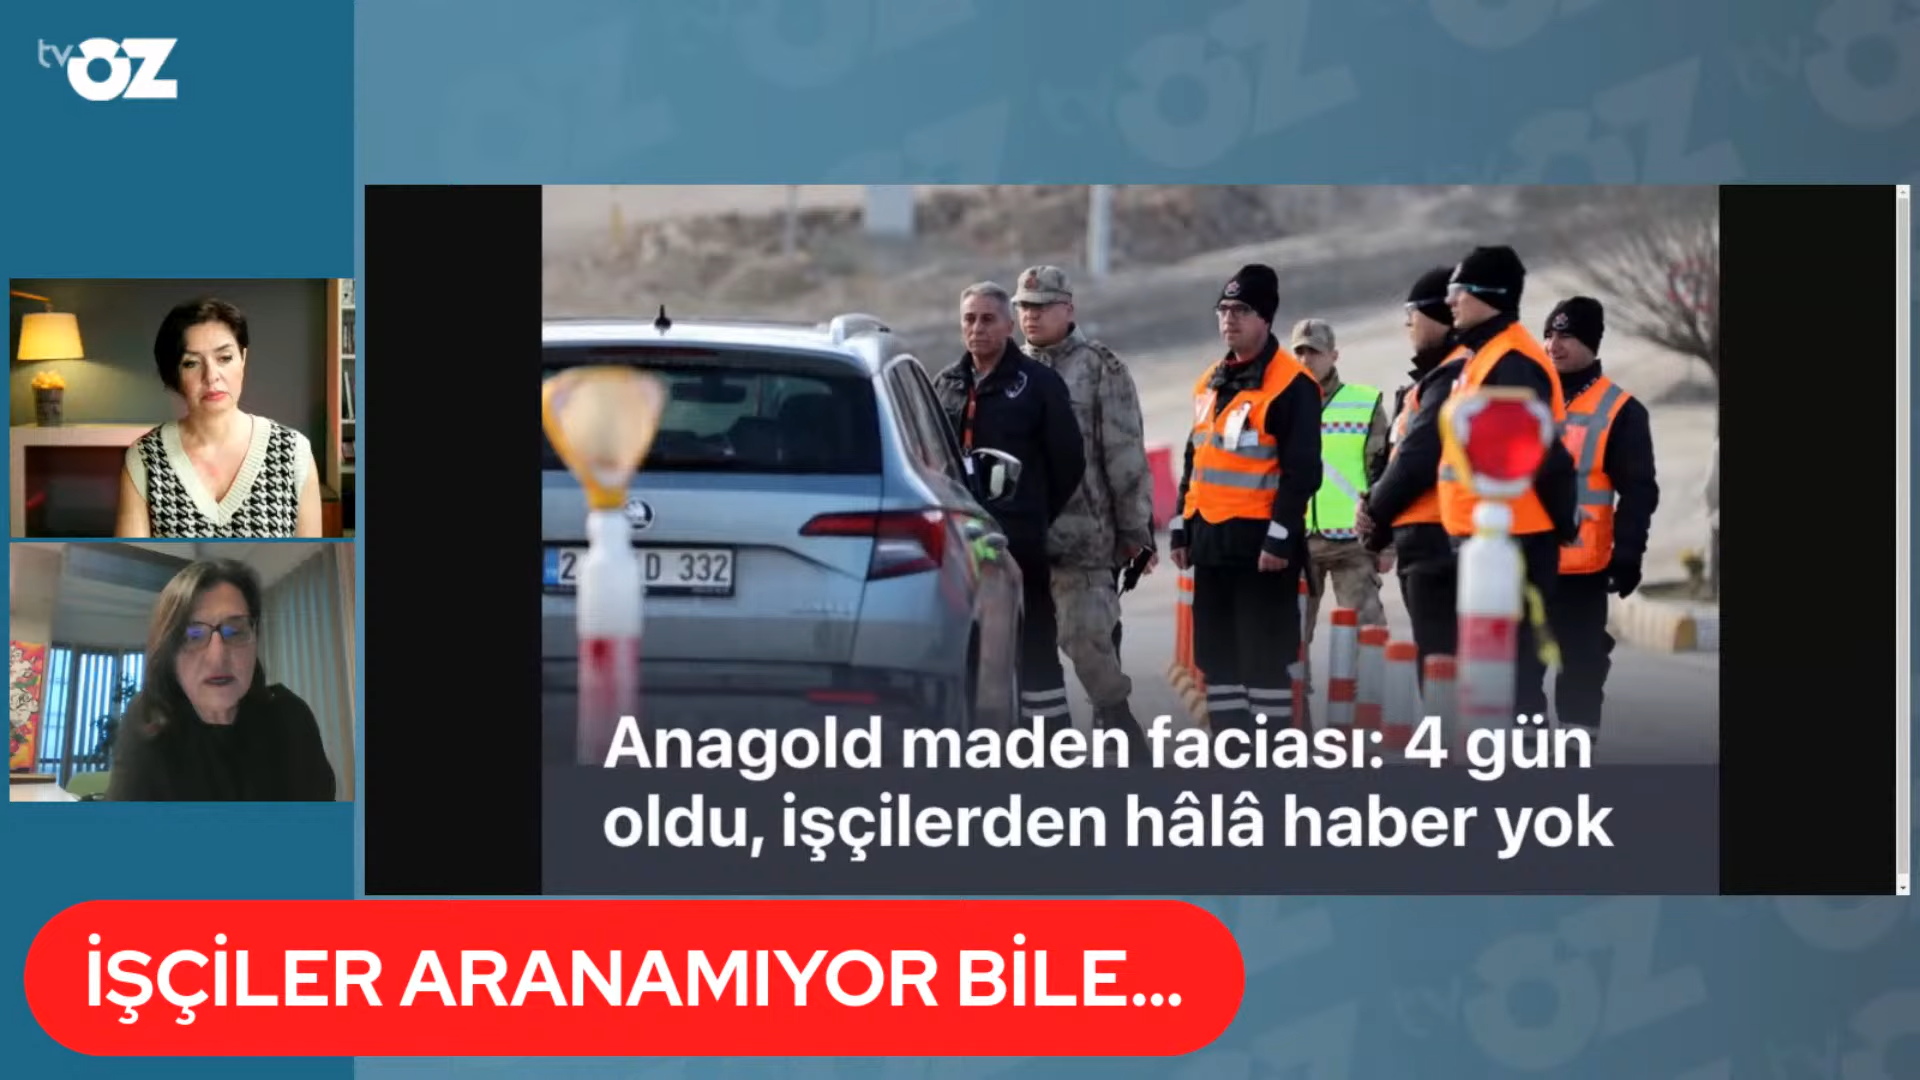 tvÖZ
Anagold maden faciası: 4 gün
oldu, işçilerden hâlâ haber yok
İŞÇİLER ARANAMIYOR BİLE...